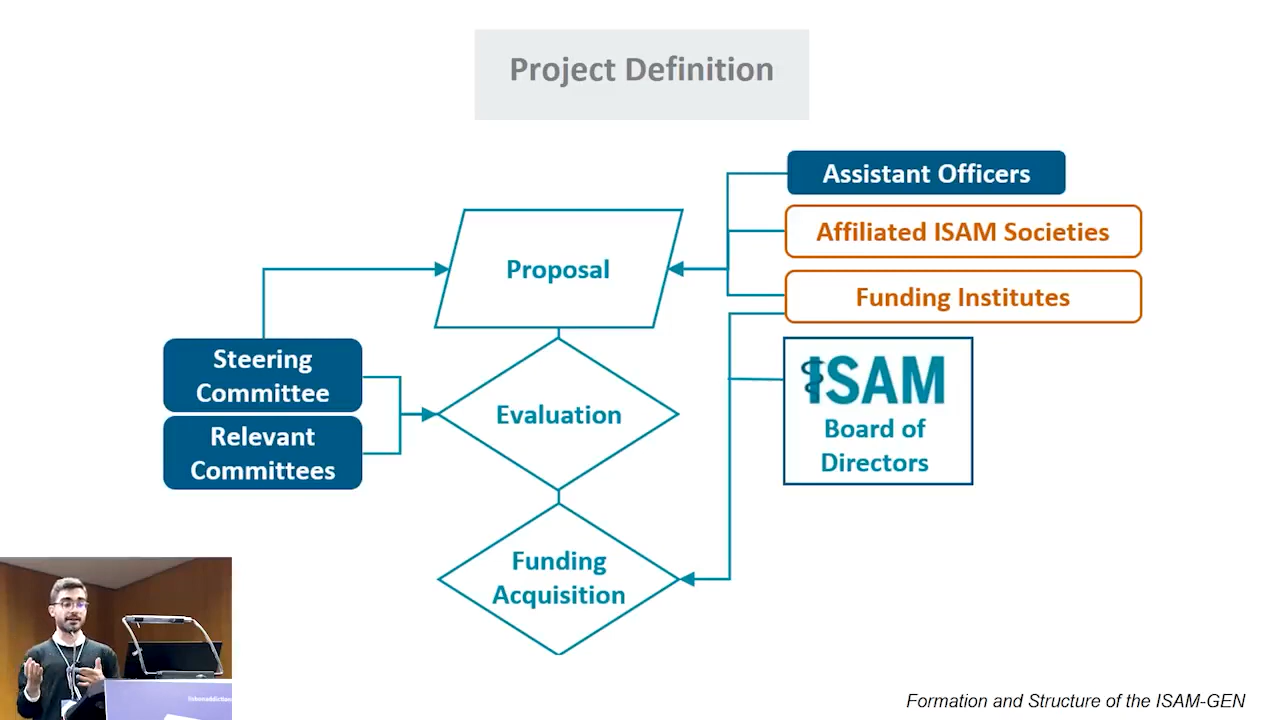 Project Definition
Assistant Officers
Affiliated ISAM Societies
Proposal
Funding Institutes
Steering
Committee
ISAM
Board of
Directors
Evaluation
Relevant
Committees
Funding
Acquisition
lisbonaddictions
Formation and Structure of the ISAM-GEN